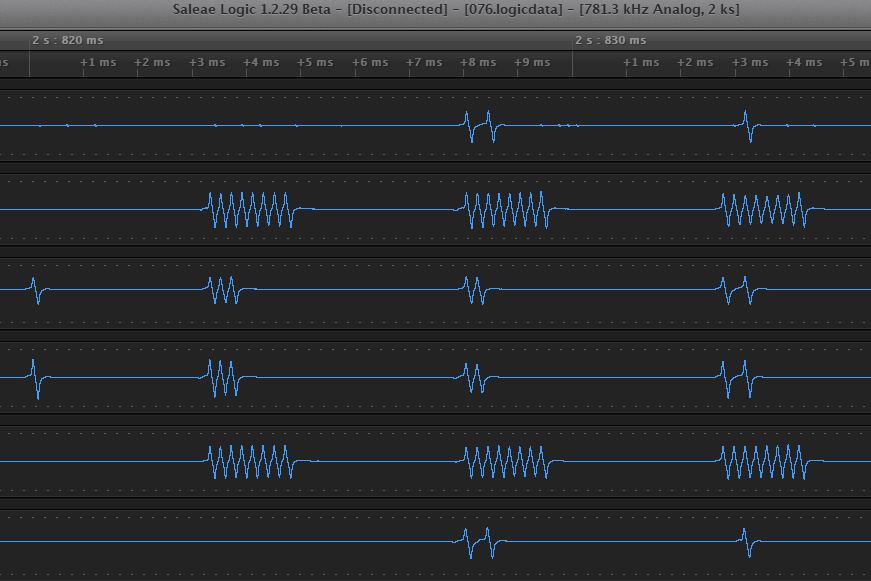 Saleae Logic 1.2.29 Beta - [Disconnected] - [076.logicdata] - [781.3 kHz Analog, 2 ks]
2 s : 820 ms 2 s : 830 ms
s +1 ms +2 ms +3 ms +4 ms +5 ms +6 ms +7 ms +8 ms +9 ms +1 ms +2 ms +3 ms +4 ms +5 m